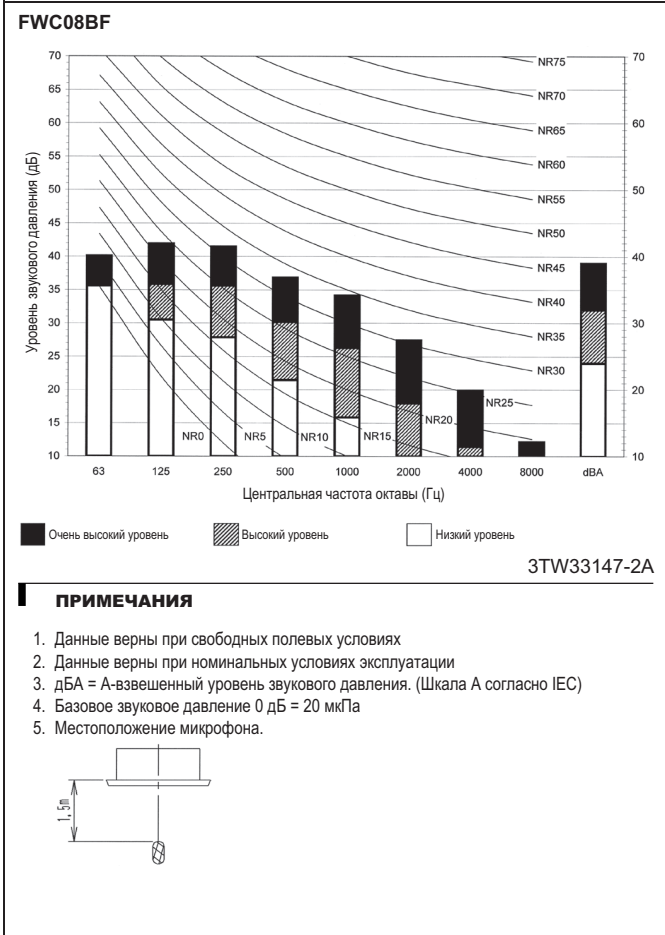 FWC08BF
Уровень звукового давления (дБ)
70 70
65
60 60
55
50 50
45
40 40
35
30 30
25
20 20
15
10 10
NR75
NR70
NR65
NR60
NR55
NR50
NR45
NR40
NR35
NR30
NR25
NR20
NR0 NR5 NR10 NR15
63 125 250 500 1000 2000 4000 8000 dBA
Центральная частота октавы (Гц)
Очень высокий уровень Высокий уровень Низкий уровень
3TW33147-2A
ПРИМЕЧАНИЯ
1. Данные верны при свободных полевых условиях
2. Данные верны при номинальных условиях эксплуатации
3. дБА = А-взвешенный уровень звукового давления. (Шкала А согласно IEC)
4. Базовое звуковое давление 0 дБ = 20 мкПа
5. Местоположение микрофона.
1,5m